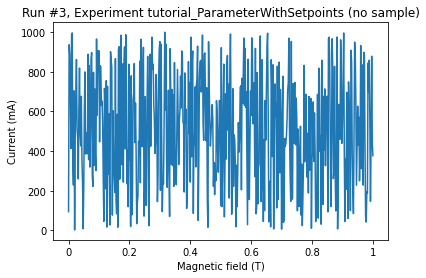 Run #3, Experiment tutorial_ParameterWithSetpoints (no sample)
1000
800
600
400
200
0
Current (mA)
0 0.2 0.4 0.6 0.8 1
Magnetic field (T)